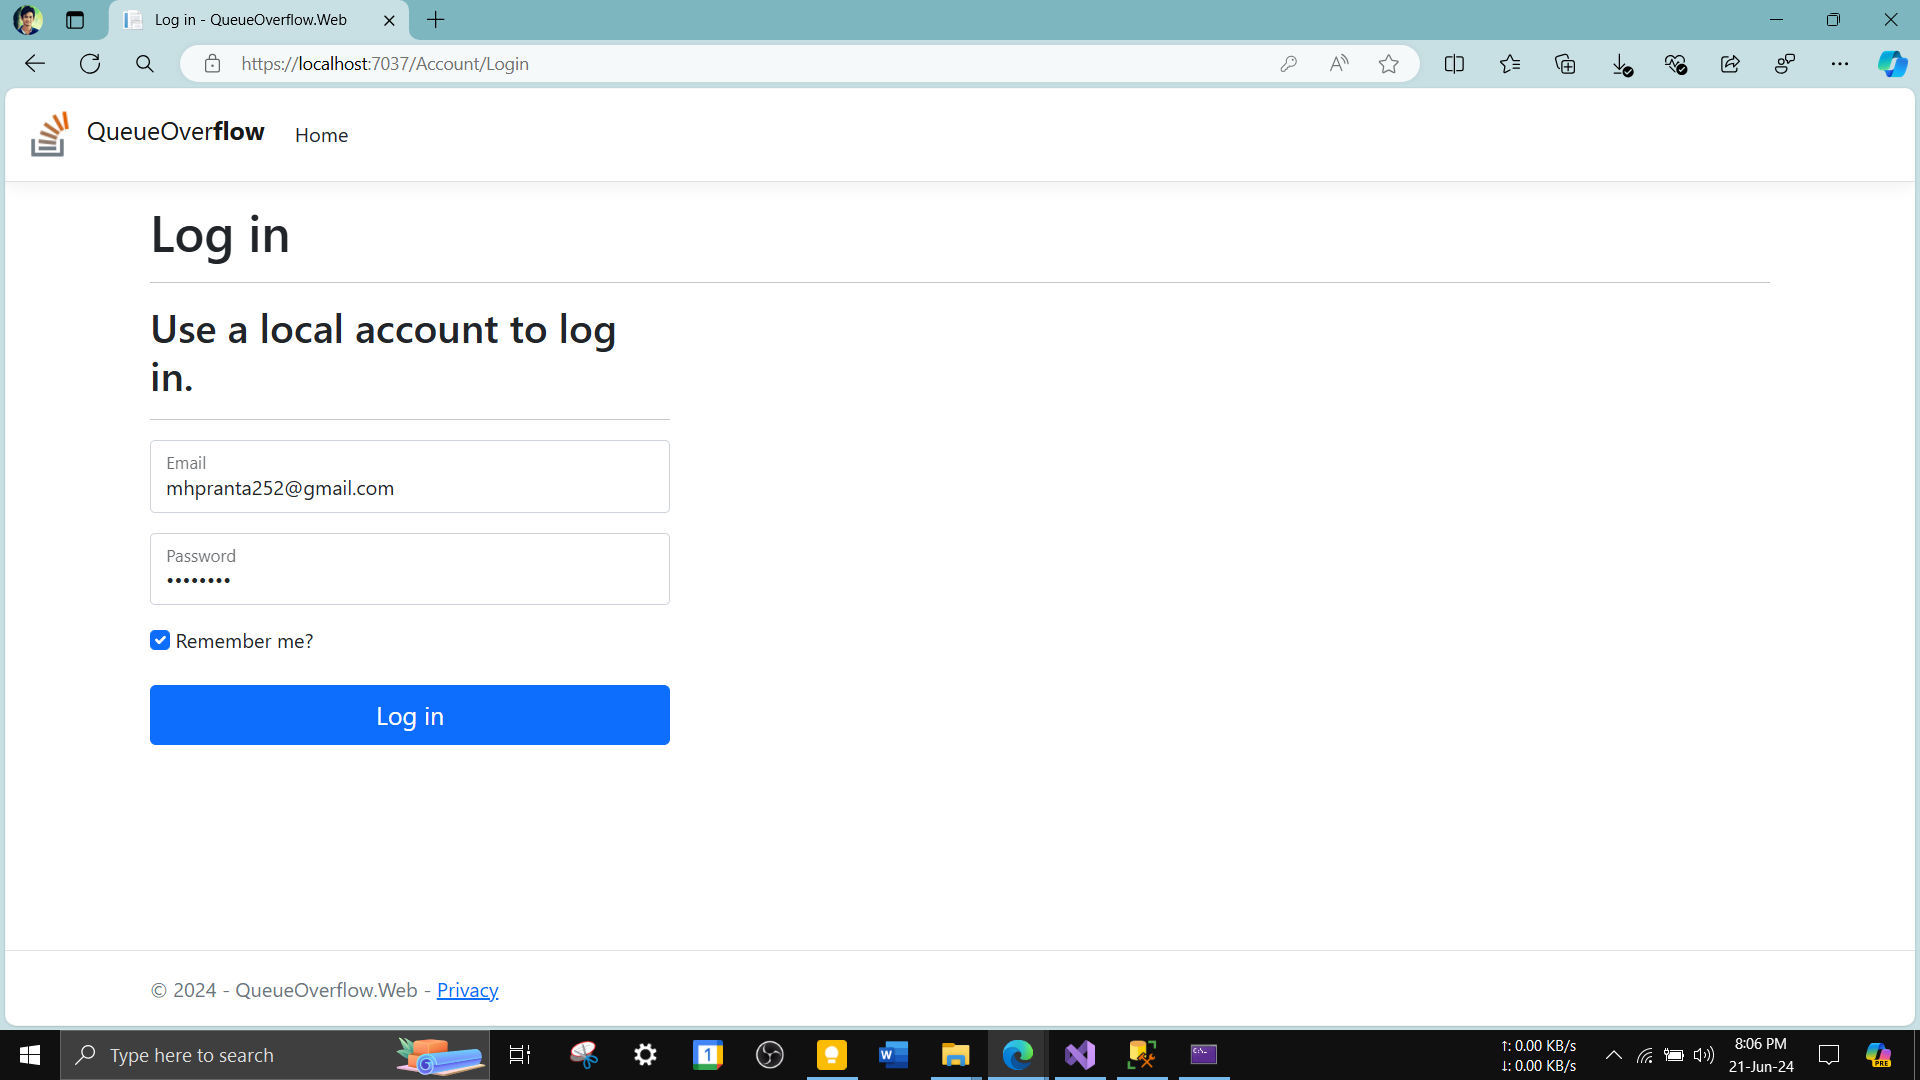 Log in - QueueOverflow.Web
https://localhost:7037/Account/Login
QueueOverflow
Home
Log in
Use a local account to log
in.
Email
mhpranta252@gmail.com
Password
••••••••
Remember me?
Log in
© 2024 - QueueOverflow.Web - Privacy
Type here to search
1
W
C:\_
↑: 0.00 KB/s
↓: 0.00 KB/s
8:06 PM
21-Jun-24
PRE